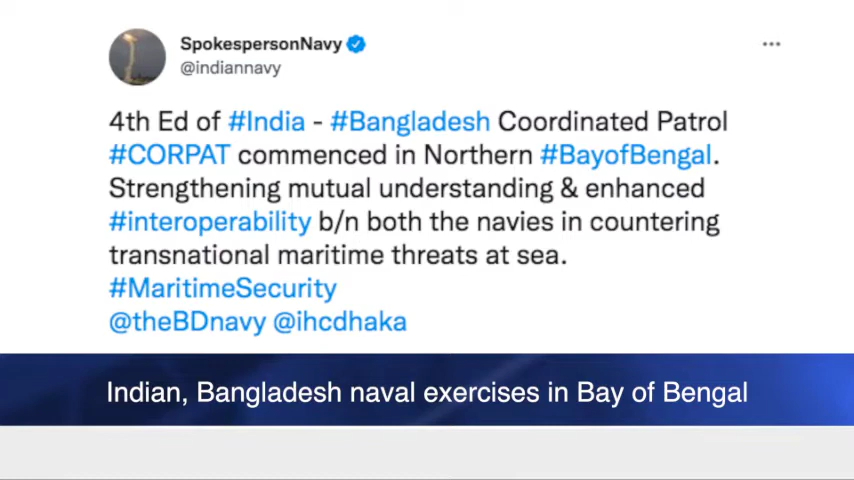 SpokespersonNavy
@indiannavy
4th Ed of #India - #Bangladesh Coordinated Patrol
#CORPAT commenced in Northern #BayofBengal.
Strengthening mutual understanding & enhanced
#interoperability b/n both the navies in countering
transnational maritime threats at sea.
#MaritimeSecurity
@theBDnavy @ihcdhaka
Indian, Bangladesh naval exercises in Bay of Bengal